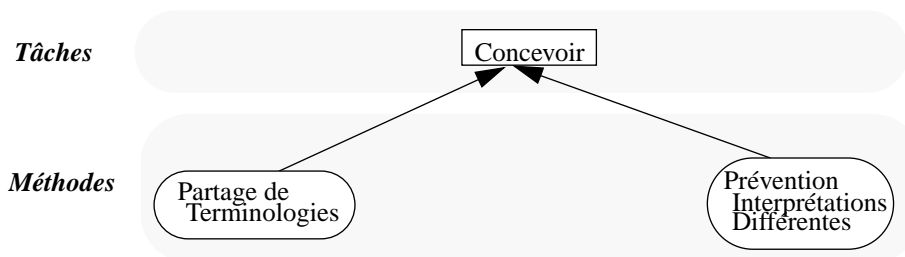 Tâches
Concevoir
Méthodes
Partage de
Terminologies
Prévention
Interprétations
Différentes